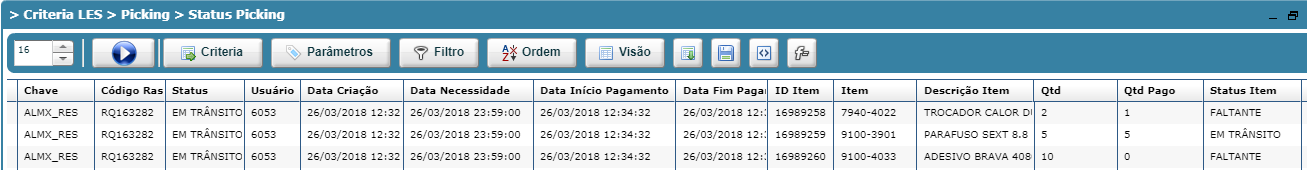 > Criteria LES > Picking > Status Picking
16 Criteria Parâmetros Filtro Ordem Visão
Chave Código Ras Status Usuário Data Criação Data Necessidade Data Início Pagamento Data Fim Pagar ID Item Item Descrição Item Qtd Qtd Pago Status Item
ALMX_RES RQ163282 EM TRÂNSITO 6053 26/03/2018 12:32 26/03/2018 23:59:00 26/03/2018 12:34:32 26/03/2018 12: 16989258 7940-4022 TROCADOR CALOR DU 2 1 FALTANTE
ALMX_RES RQ163282 EM TRÂNSITO 6053 26/03/2018 12:32 26/03/2018 23:59:00 26/03/2018 12:34:32 26/03/2018 12: 16989259 9100-3901 PARAFUSO SEXT 8.8 5 5 EM TRÂNSITO
ALMX_RES RQ163282 EM TRÂNSITO 6053 26/03/2018 12:32 26/03/2018 23:59:00 26/03/2018 12:34:32 26/03/2018 12: 16989260 9100-4033 ADESIVO BRAVA 408 10 0 FALTANTE